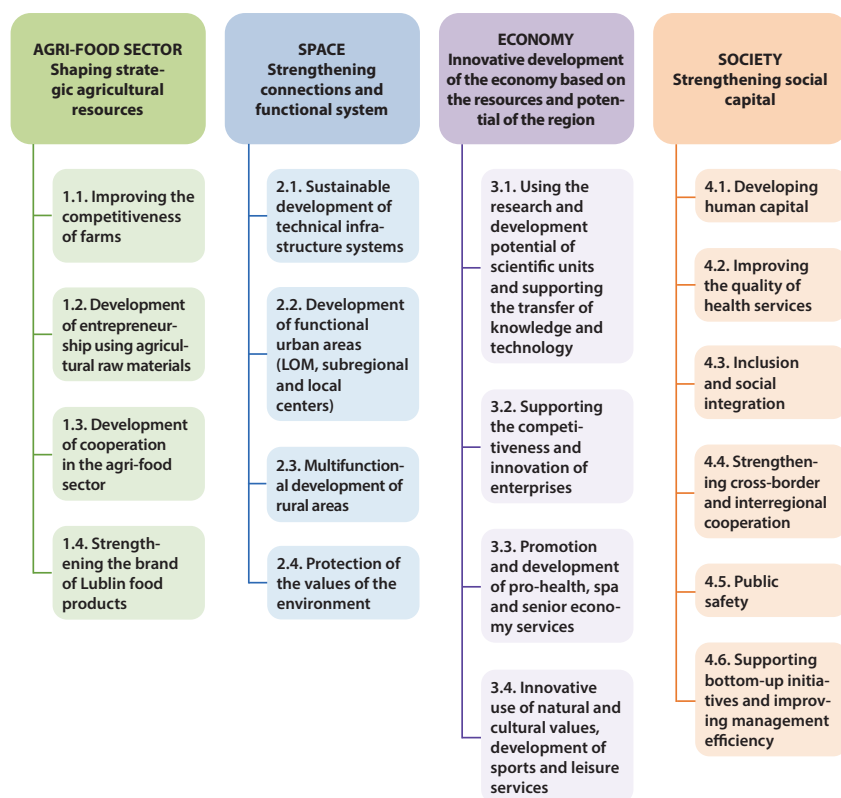 AGRI-FOOD SECTOR
Shaping strate-
gic agricultural
resources
1.1. Improving the
competitiveness
of farms
1.2. Development
of entrepreneur-
ship using agricul-
tural raw materials
1.3. Development
of cooperation
in the agri-food
sector
1.4. Strength-
ening the brand
of Lublin food
products
SPACE
Strengthening
connections and
functional system
2.1. Sustainable
development of
technical infra-
structure systems
2.2. Development
of functional
urban areas
(LOM, subregional
and local
centers)
2.3. Multifunction-
al development of
rural areas
2.4. Protection of
the values of the
environment
ECONOMY
Innovative development
of the economy based on
the resources and poten-
tial of the region
3.1. Using the
research and
development
potential of
scientific units
and supporting
the transfer of
knowledge and
technology
3.2. Supporting
the competi-
tiveness and
innovation of
enterprises
3.3. Promotion
and development
of pro-health, spa
and senior econo-
my services
3.4. Innovative
use of natural and
cultural values,
development of
sports and leisure
services
SOCIETY
Strengthening social
capital
4.1. Developing
human capital
4.2. Improving
the quality of
health services
4.3. Inclusion
and social
integration
4.4. Strengthen-
ing cross-border
and interregional
cooperation
4.5. Public
safety
4.6. Supporting
bottom-up initia-
tives and improv-
ing management
efficiency